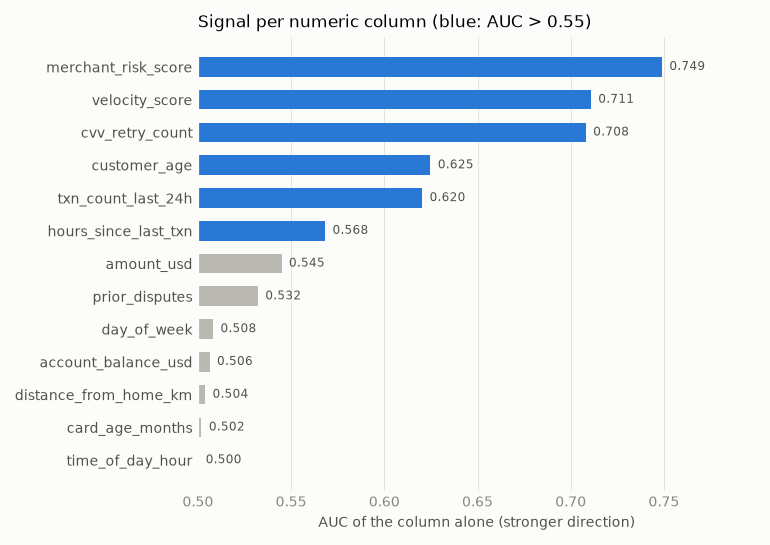 Signal per numeric column (blue: AUC > 0.55)
merchant_risk_score 0.749
velocity_score 0.711
cvv_retry_count 0.708
customer_age 0.625
txn_count_last_24h 0.620
hours_since_last_txn 0.568
amount_usd 0.545
prior_disputes 0.532
day_of_week 0.508
account_balance_usd 0.506
distance_from_home_km 0.504
card_age_months 0.502
time_of_day_hour 0.500
0.50 0.55 0.60 0.65 0.70 0.75
AUC of the column alone (stronger direction)